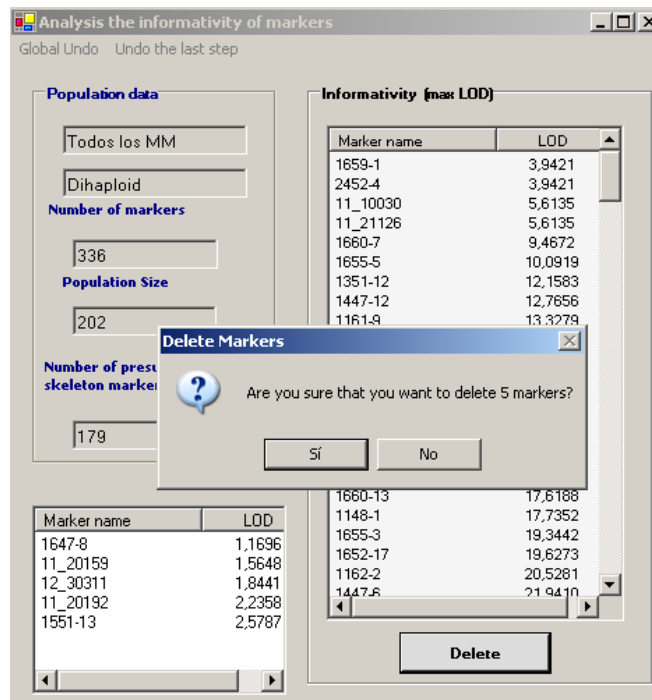 Analysis the informativity of markers
Global Undo Undo the last step
Population data
Todos los MM
Dihaploid
Number of markers
336
Population Size
202
Number of presu
skeleton marke
179
Marker name LOD
1647-8 1,1696
11_20159 1,5648
12_30311 1,8441
11_20192 2,2358
1551-13 2,5787
Informativity (max LOD)
Marker name LOD
1659-1 3,9421
2452-4 3,9421
11_10030 5,6135
11_21126 5,6135
1660-7 9,4672
1655-5 10,0919
1351-12 12,1583
1447-12 12,7656
1161-9 13,3279
Delete Markers
Are you sure that you want to delete 5 markers?
Sí No
1660-13 17,6188
1148-1 17,7352
1655-3 19,3442
1652-17 19,6273
1162-2 20,5281
1447-6 21,9410
Delete